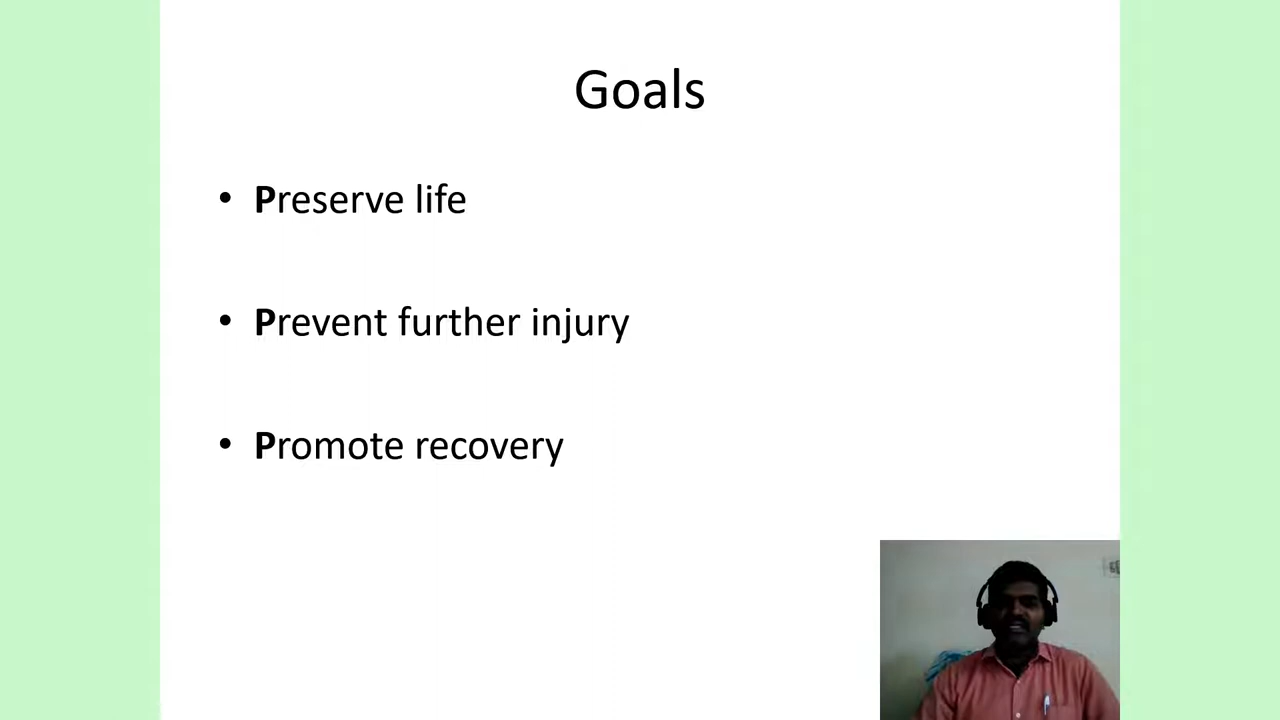 Goals
• Preserve life
• Prevent further injury
• Promote recovery